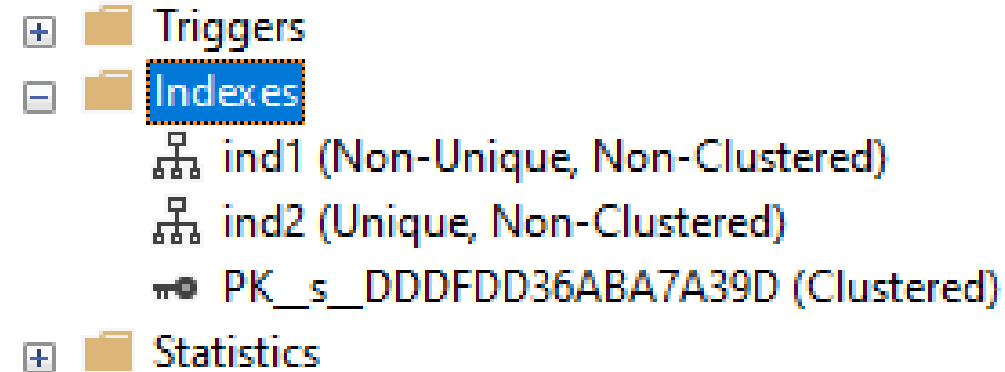 Triggers
Indexes
ind1 (Non-Unique, Non-Clustered)
ind2 (Unique, Non-Clustered)
PK__s__DDDFDD36ABA7A39D (Clustered)
Statistics